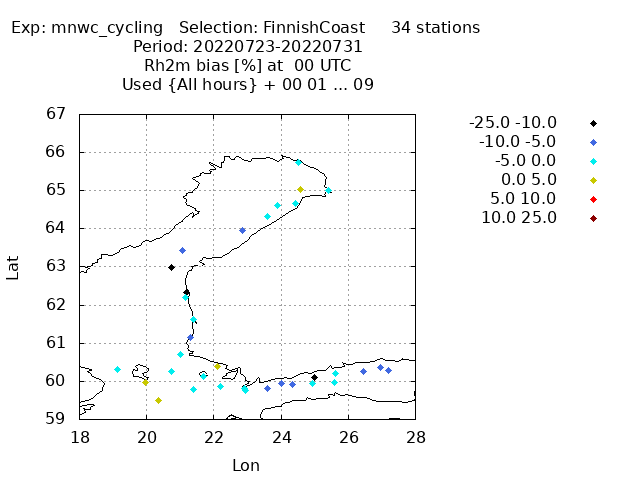 Exp: mnwc_cycling   Selection: FinnishCoast     34 stations
Period: 20220723-20220731
Rh2m bias [%] at  00 UTC
Used {All hours} + 00 01 ... 09
-25.0 -10.0
-10.0 -5.0
-5.0 0.0
0.0 5.0
5.0 10.0
10.0 25.0
67
66
65
64
63
62
61
60
59
Lat
18 20 22 24 26 28
Lon